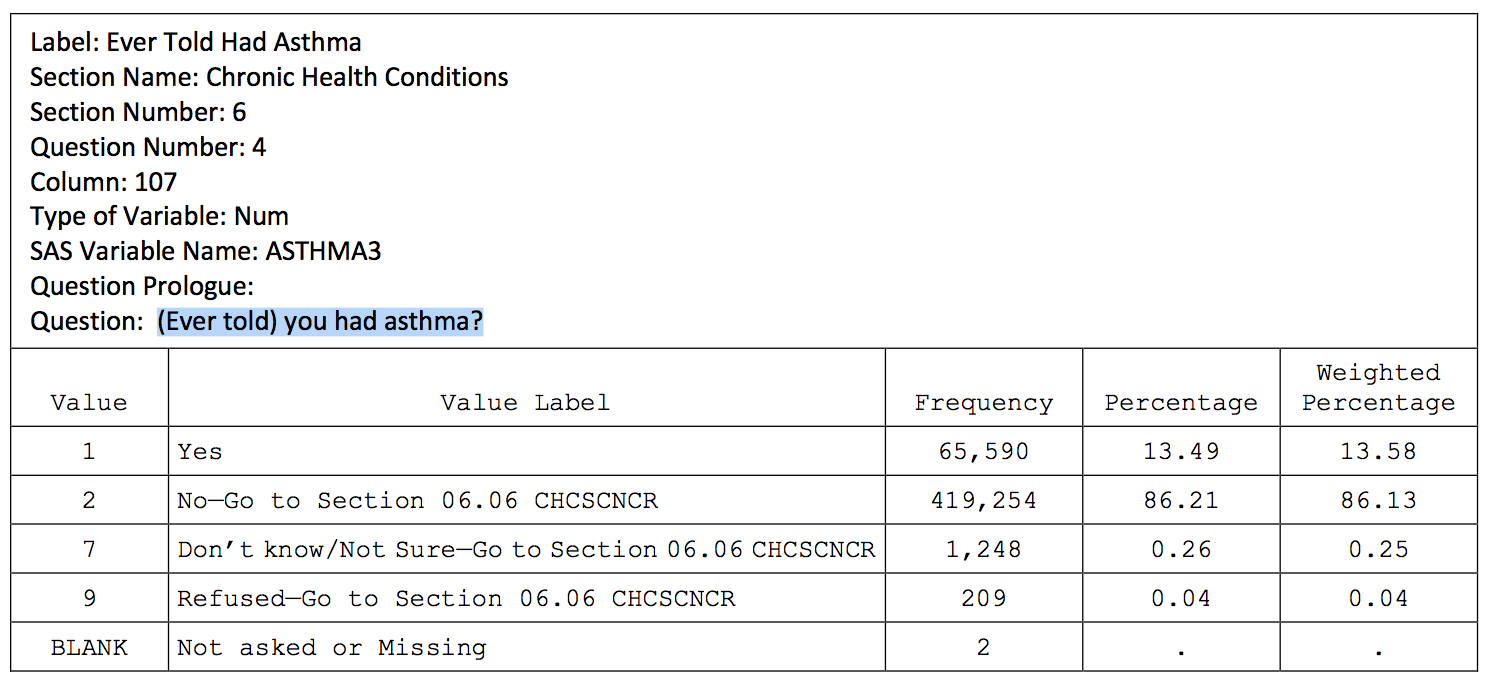 Label: Ever Told Had Asthma
Section Name: Chronic Health Conditions
Section Number: 6
Question Number: 4
Column: 107
Type of Variable: Num
SAS Variable Name: ASTHMA3
Question Prologue:
Question: (Ever told) you had asthma?
Value Value Label Frequency Percentage Weighted Percentage
1 Yes 65,590 13.49 13.58
2 No—Go to Section 06.06 CHCSCNCR 419,254 86.21 86.13
7 Don’t know/Not Sure—Go to Section 06.06 CHCSCNCR 1,248 0.26 0.25
9 Refused—Go to Section 06.06 CHCSCNCR 209 0.04 0.04
BLANK Not asked or Missing 2 . .